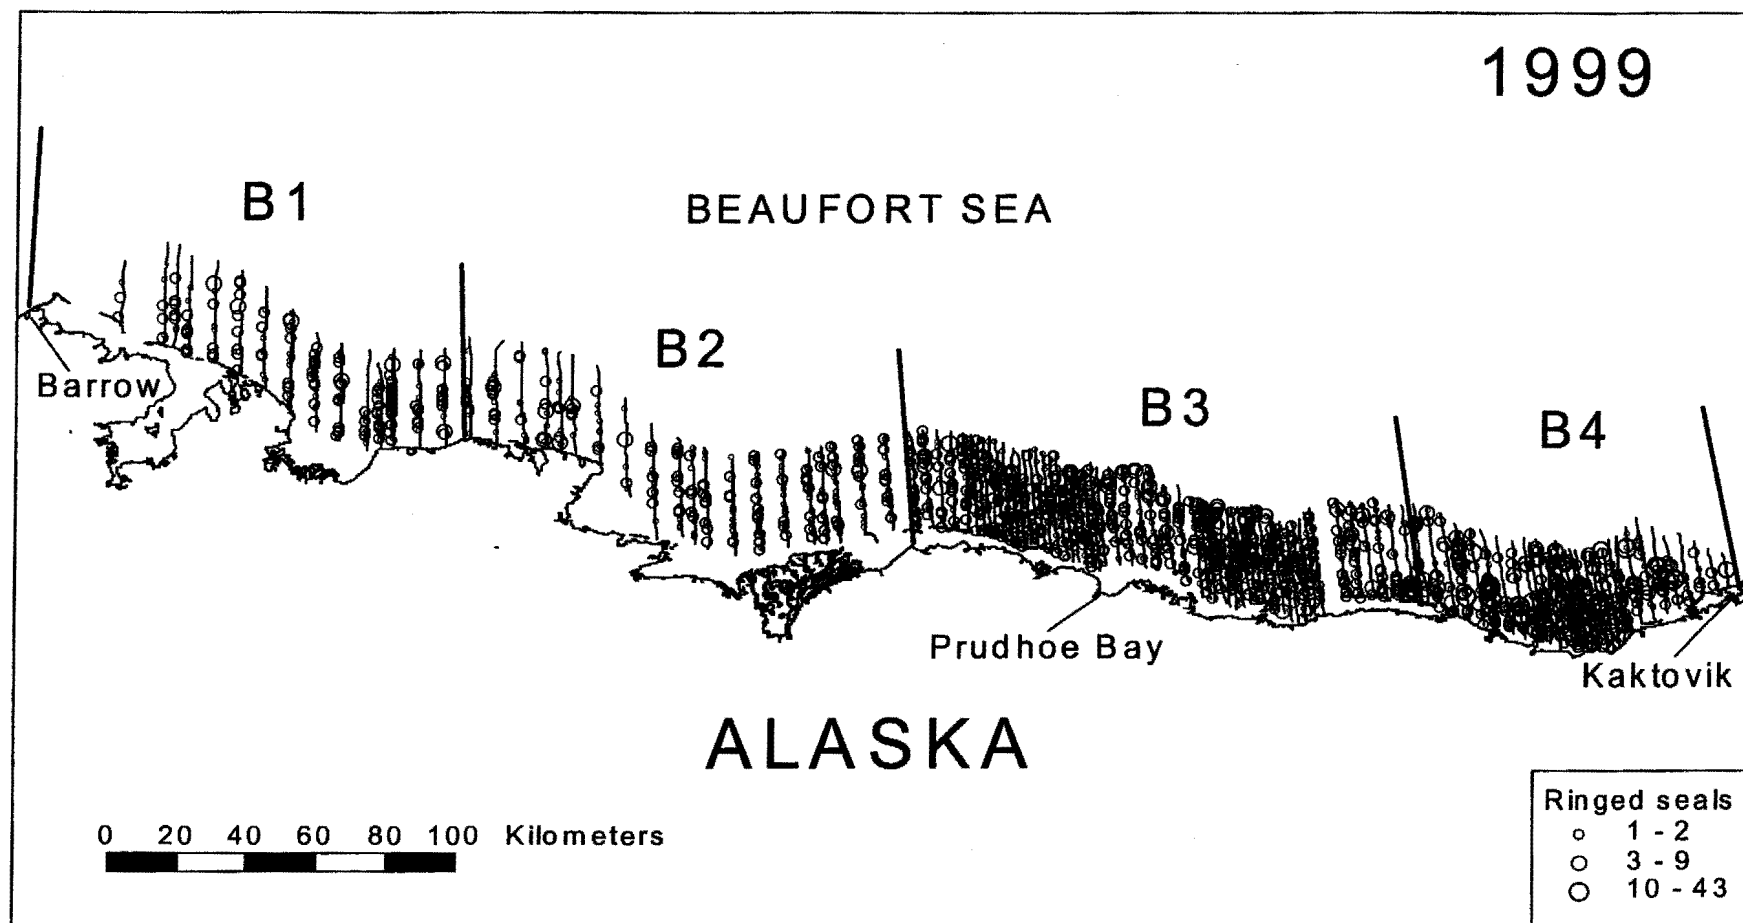 1999
B1
BEAUFORT SEA
B2
B3
B4
Barrow
Prudhoe Bay
Kaktovik
ALASKA
0 20 40 60 80 100 Kilometers
Ringed seals
1 - 2
3 - 9
10 - 43